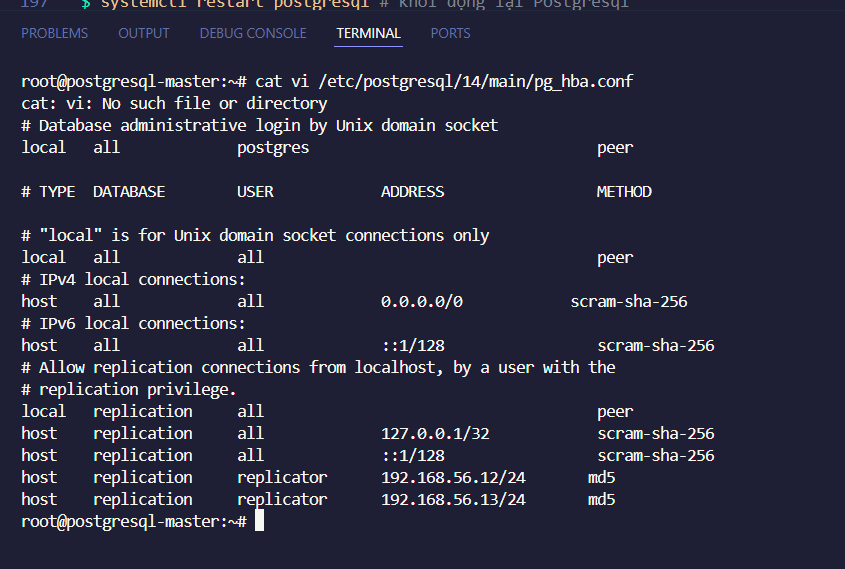 197 $ systemctl restart postgresql # khởi động lại Postgresql
PROBLEMS OUTPUT DEBUG CONSOLE TERMINAL PORTS
root@postgresql-master:~# cat vi /etc/postgresql/14/main/pg_hba.conf
cat: vi: No such file or directory
# Database administrative login by Unix domain socket
local   all             postgres                                peer
# TYPE  DATABASE        USER            ADDRESS                 METHOD
# "local" is for Unix domain socket connections only
local   all             all                                     peer
# IPv4 local connections:
host    all             all             0.0.0.0/0            scram-sha-256
# IPv6 local connections:
host    all             all             ::1/128                 scram-sha-256
# Allow replication connections from localhost, by a user with the
# replication privilege.
local   replication     all                                     peer
host    replication     all             127.0.0.1/32            scram-sha-256
host    replication     all             ::1/128                 scram-sha-256
host    replication     replicator      192.168.56.12/24       md5
host    replication     replicator      192.168.56.13/24       md5
root@postgresql-master:~#